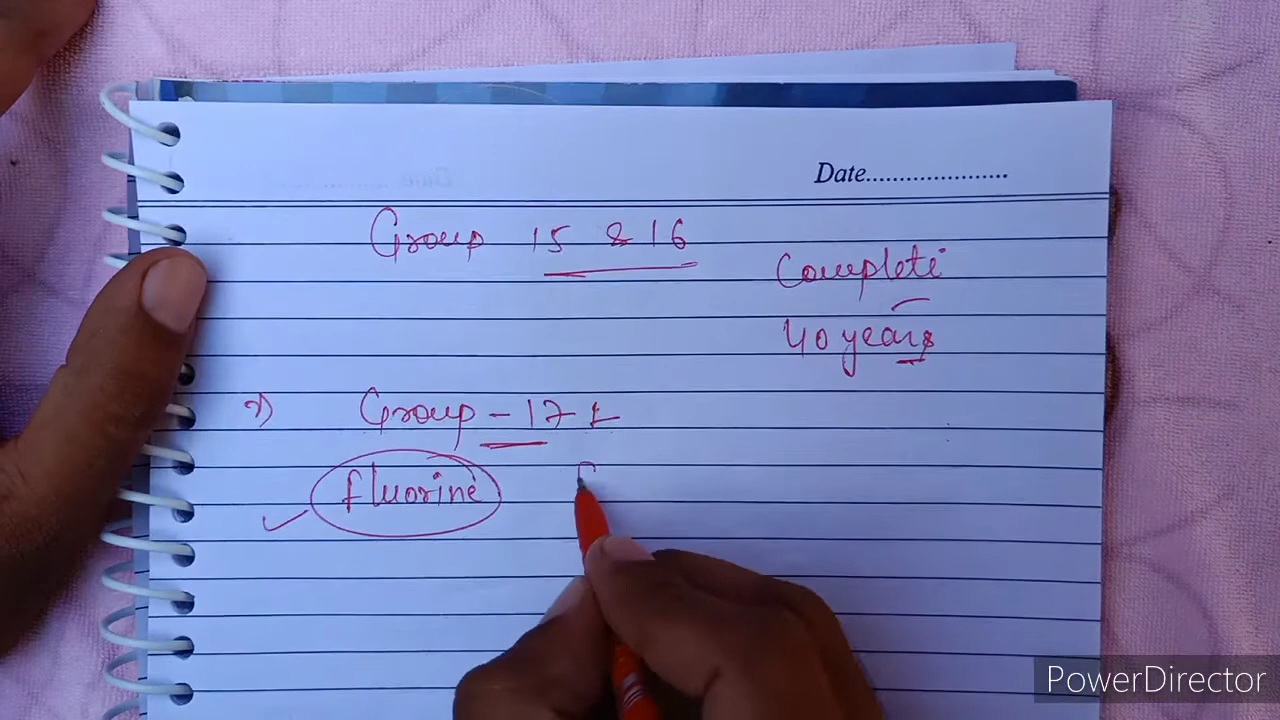 Date.....................
Group 15 & 16
Complete
40 years
Group - 17
fluorine
PowerDirector